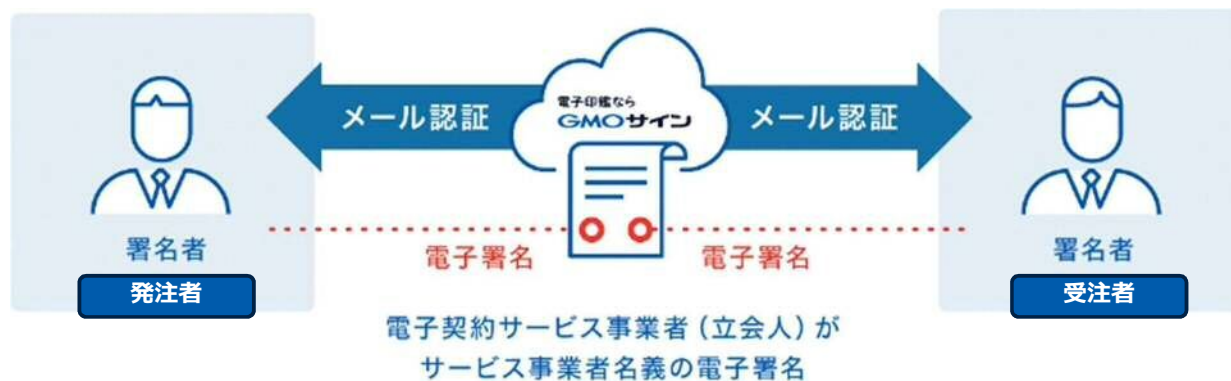 電子印鑑なら
GMOサイン
メール認証
メール認証
電子署名
電子署名
署名者
発注者
署名者
受注者
電子契約サービス事業者（立会人）が
サービス事業者名義の電子署名